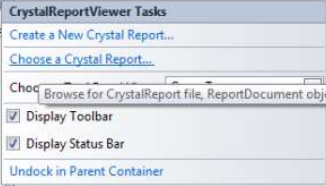 CrystalReportViewer Tasks
Create a New Crystal Report...
Choose a Crystal Report...
Choo
Browse for CrystalReport file, ReportDocument obj
Display Toolbar
Display Status Bar
Undock in Parent Container